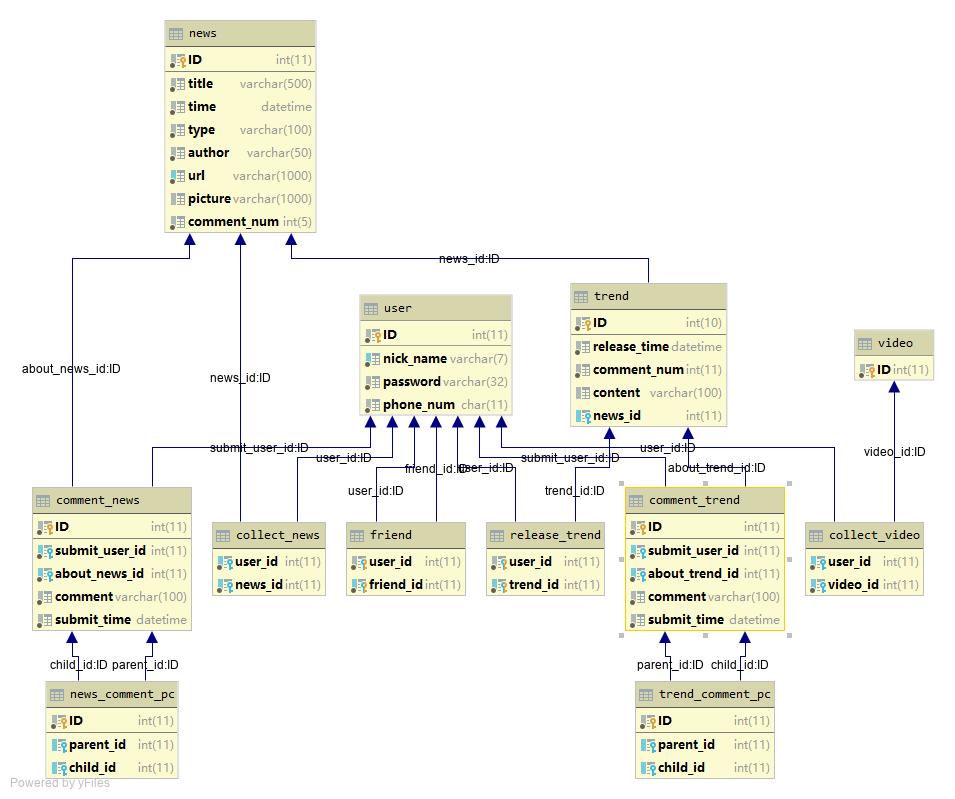 news
ID int(11)
title varchar(500)
time datetime
type varchar(100)
author varchar(50)
url varchar(1000)
picture varchar(1000)
comment_num int(5)
news_id:ID
user
ID int(11)
nick_name varchar(7)
password varchar(32)
phone_num char(11)
trend
ID int(10)
release_time datetime
comment_num int(11)
content varchar(100)
news_id int(11)
video
ID int(11)
about_news_id:ID
news_id:ID
submit_user_id:ID
user_id:ID
friend_id:ID
user_id:ID
submit_user_id:ID
user_id:ID
about_trend_id:ID
video_id:ID
user_id:ID
trend_id:ID
comment_news
ID int(11)
submit_user_id int(11)
about_news_id int(11)
comment varchar(100)
submit_time datetime
collect_news
user_id int(11)
news_id int(11)
friend
user_id int(11)
friend_id int(11)
release_trend
user_id int(11)
trend_id int(11)
comment_trend
ID int(11)
submit_user_id int(11)
about_trend_id int(11)
comment varchar(100)
submit_time datetime
collect_video
user_id int(11)
video_id int(11)
child_id:ID
parent_id:ID
parent_id:ID
child_id:ID
news_comment_pc
ID int(11)
parent_id int(11)
child_id int(11)
trend_comment_pc
ID int(11)
parent_id int(11)
child_id int(11)
Powered by yFiles